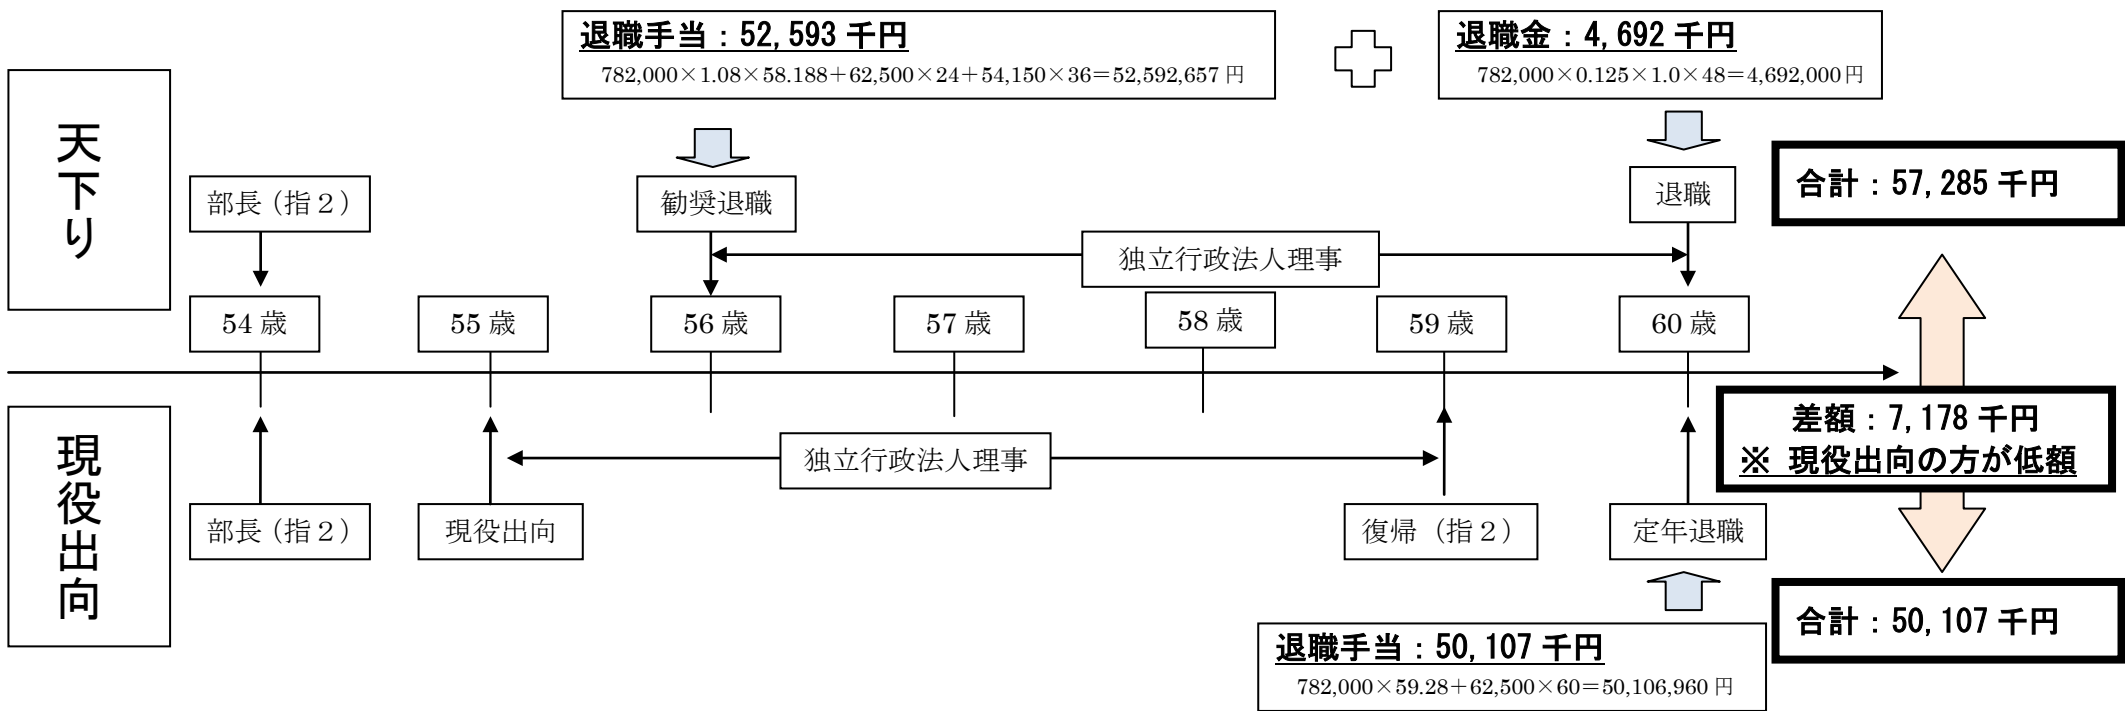 退職手当：52,593 千円
782,000×1.08×58.188＋62,500×24＋54,150×36＝52,592,657 円
退職金：4,692 千円
782,000×0.125×1.0×48＝4,692,000 円
天下り
部長（指２）
勧奨退職
退職
合計：57,285 千円
独立行政法人理事
54 歳
55 歳
56 歳
57 歳
58 歳
59 歳
60 歳
現役出向
差額：7,178 千円
※ 現役出向の方が低額
独立行政法人理事
部長（指２）
現役出向
復帰（指２）
定年退職
合計：50,107 千円
退職手当：50,107 千円
782,000×59.28＋62,500×60＝50,106,960 円